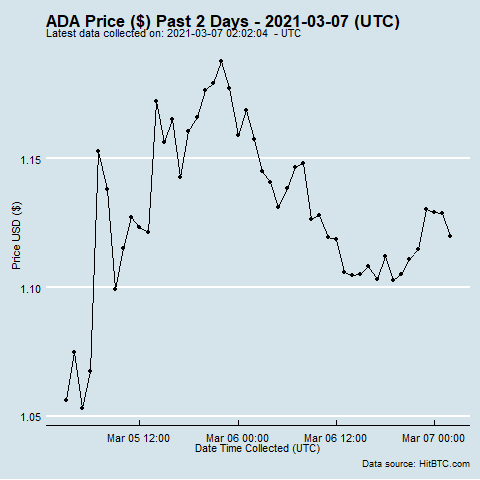 ADA Price ($) Past 2 Days - 2021-03-07 (UTC)
Latest data collected on: 2021-03-07 02:02:04 - UTC
1.15
1.10
1.05
Price USD ($)
Mar 05 12:00 Mar 06 00:00 Mar 06 12:00 Mar 07 00:00
Date Time Collected (UTC)
Data source: HitBTC.com